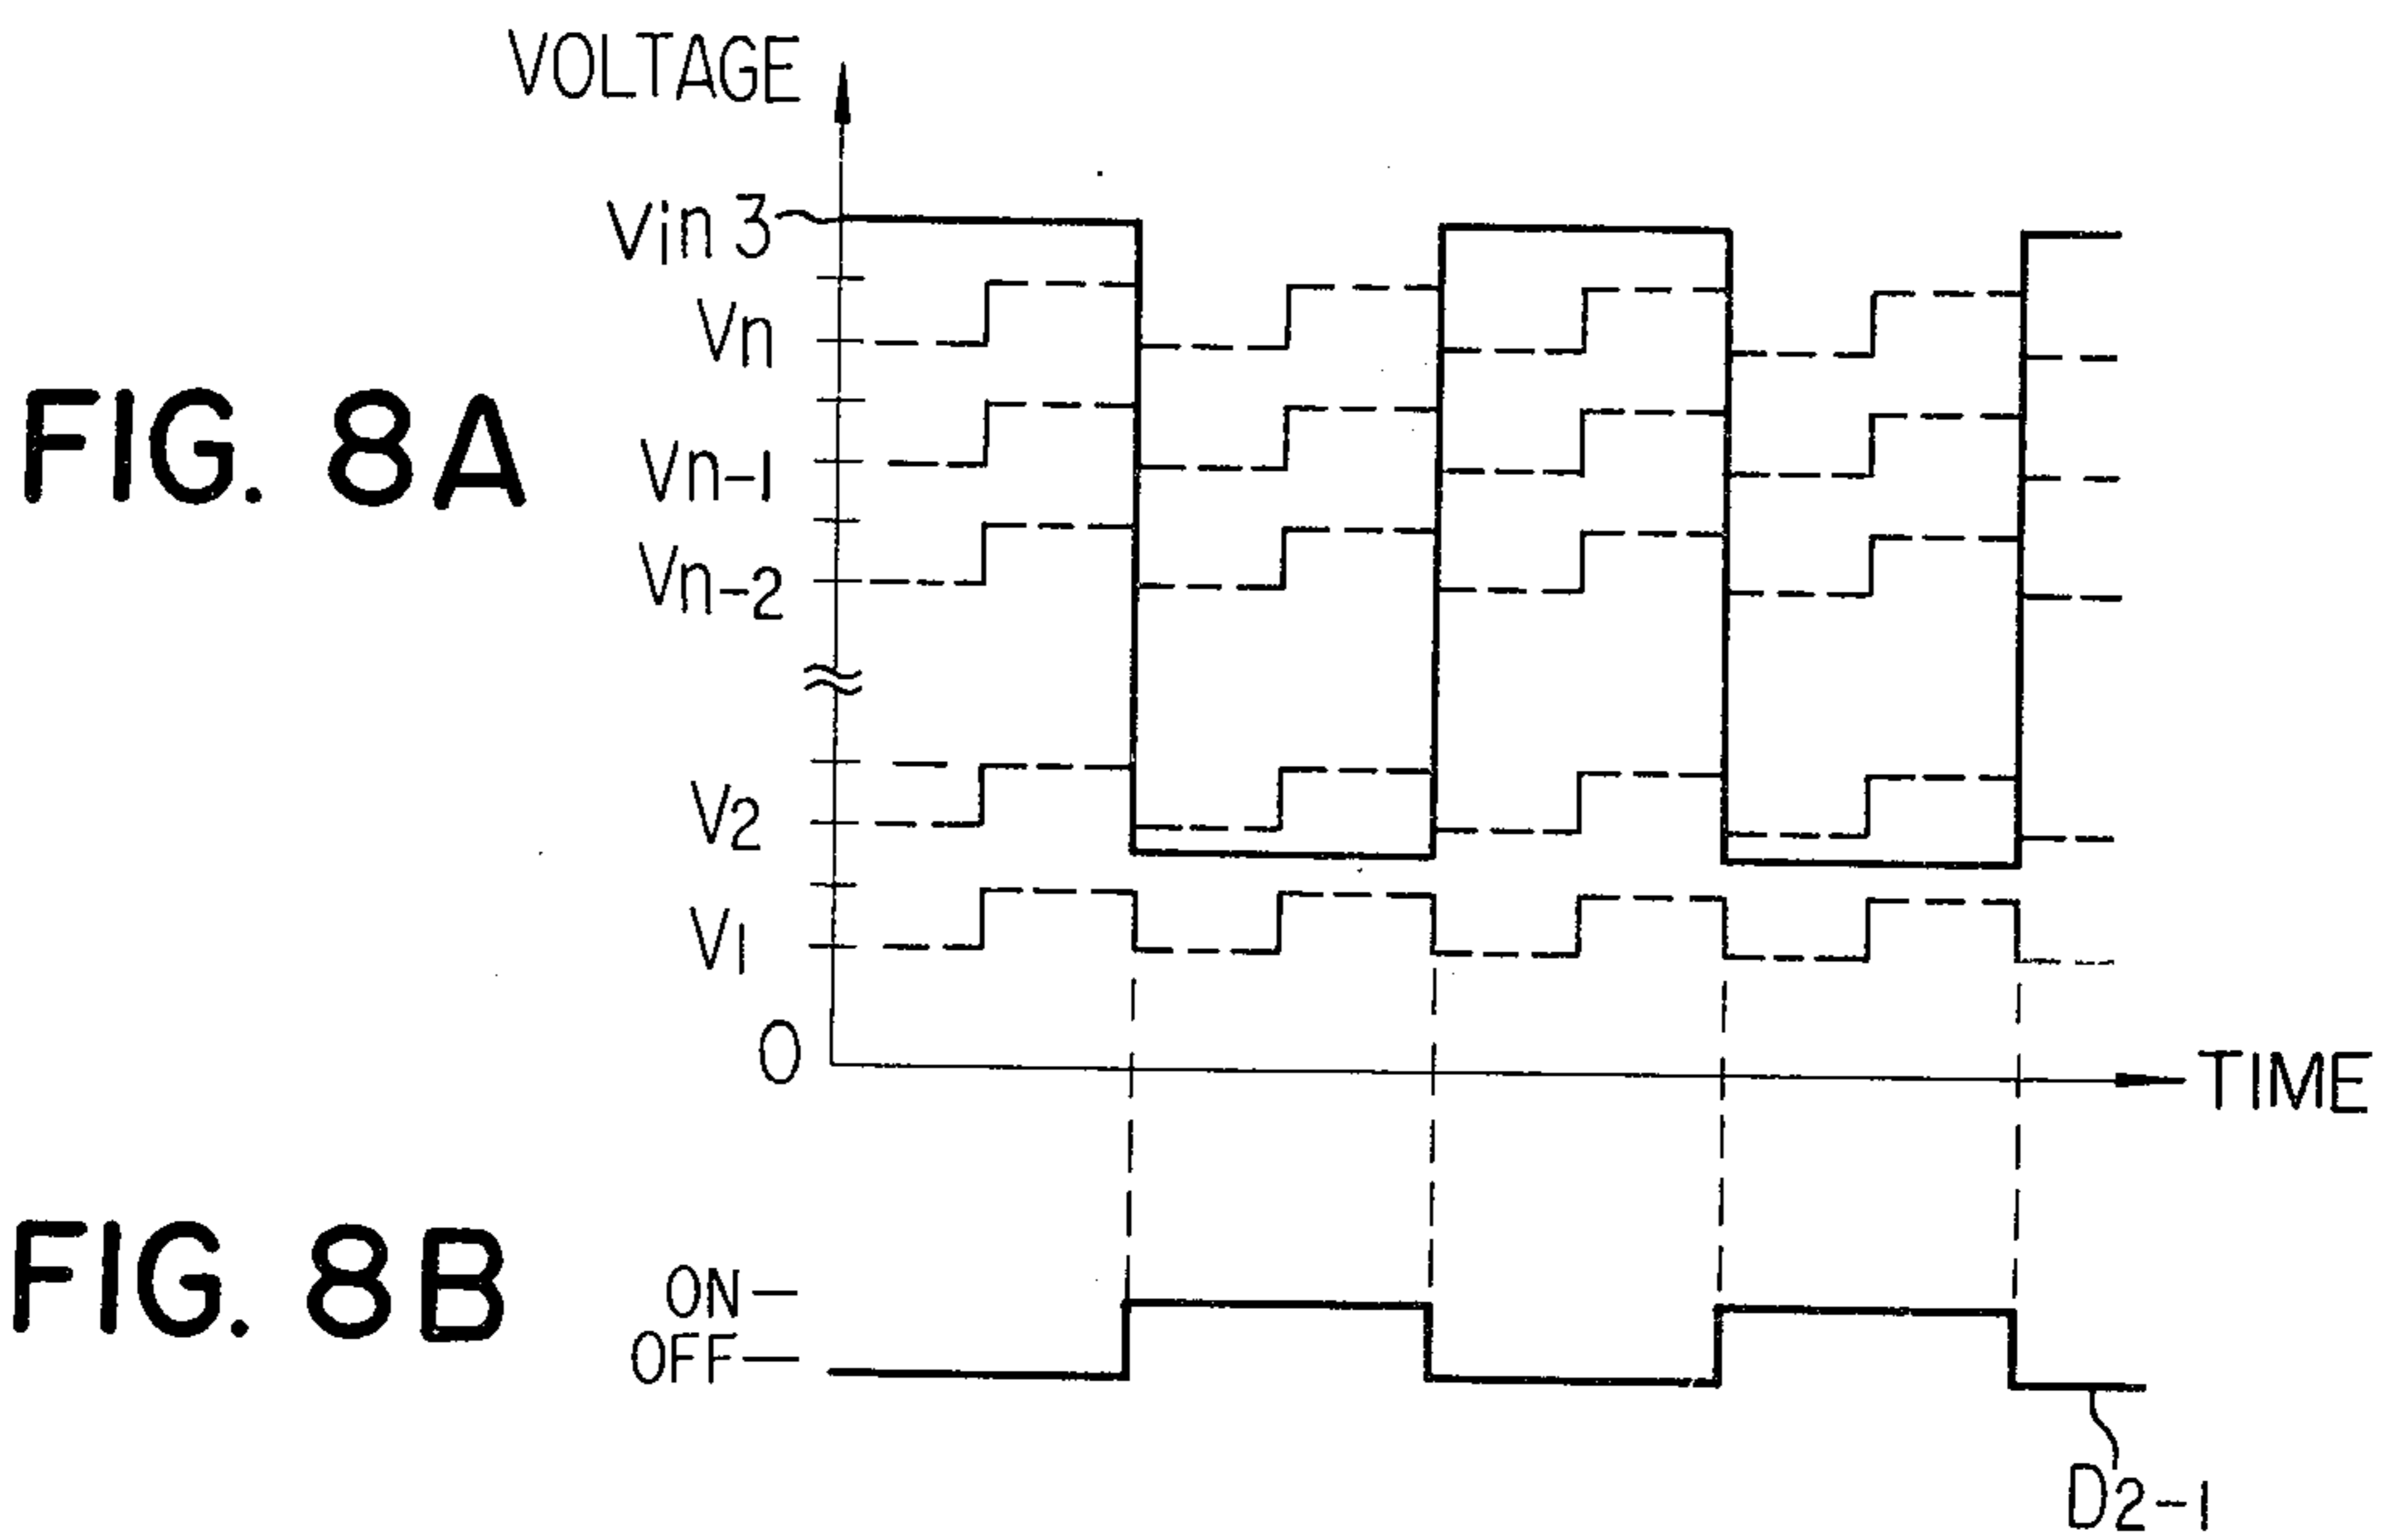 VOLTAGE
Vin 3
Vn
FIG. 8A
Vn-1
Vn-2
V2
V1
0
TIME
FIG. 8B
ON
OFF
D2-1